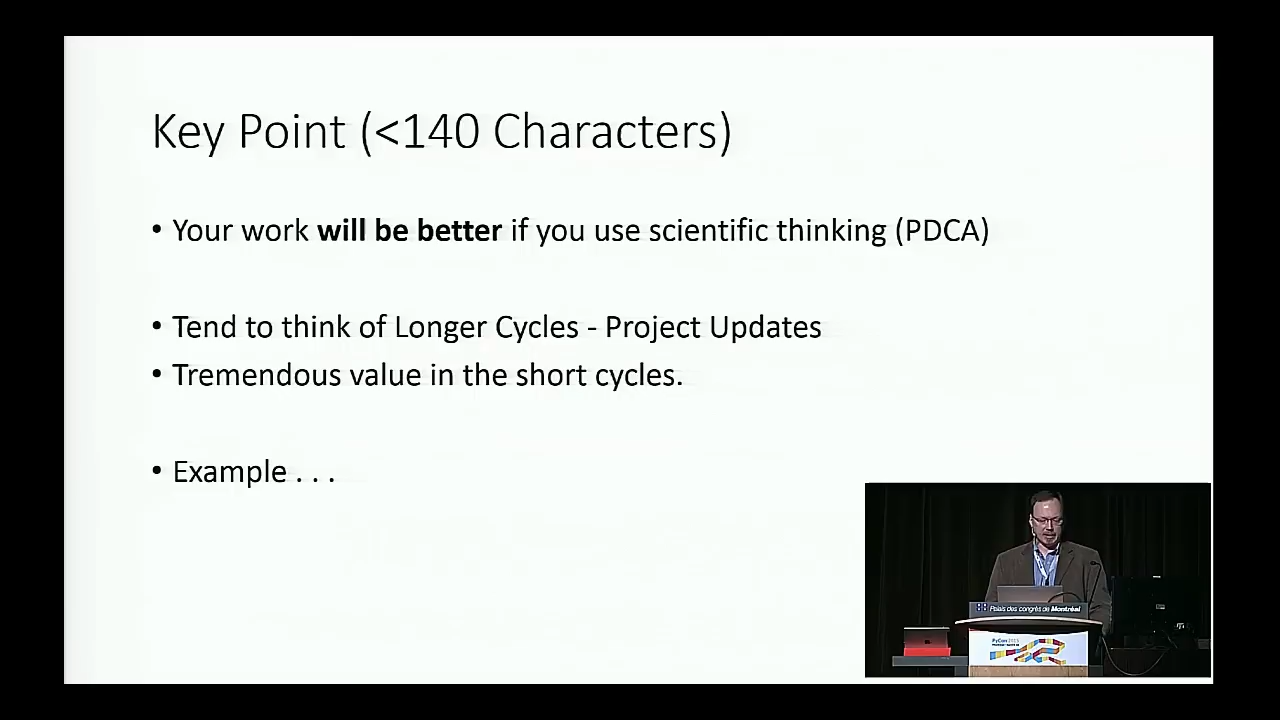 Key Point (<140 Characters)
• Your work will be better if you use scientific thinking (PDCA)
• Tend to think of Longer Cycles - Project Updates
• Tremendous value in the short cycles.
• Example . . .
Palais des congrès de Montréal
PyCon 2015